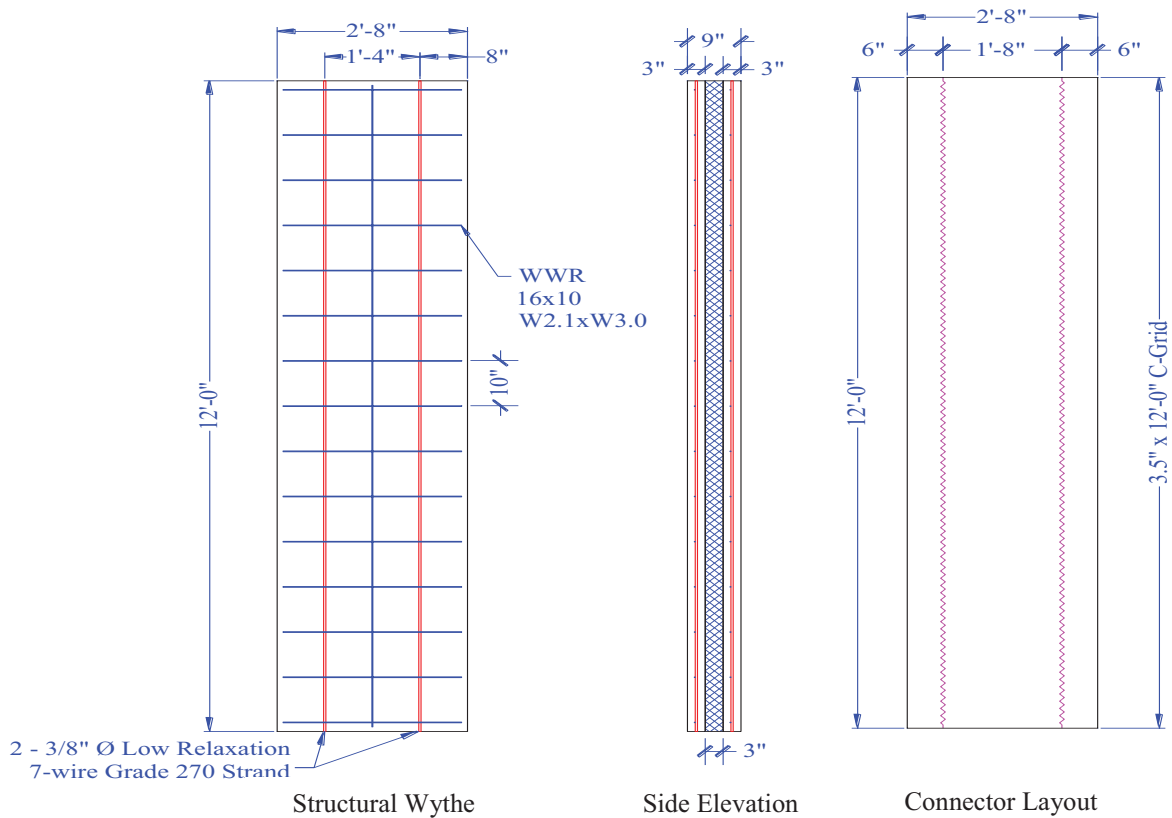 2'-8"
1'-4"
8"
12'-0"
WWR
16x10
W2.1xW3.0
10"
2 - 3/8" Ø Low Relaxation
7-wire Grade 270 Strand
Structural Wythe
9"
3"
3"
3"
Side Elevation
2'-8"
6"
1'-8"
6"
12'-0"
3.5" x 12'-0" C-Grid
Connector Layout